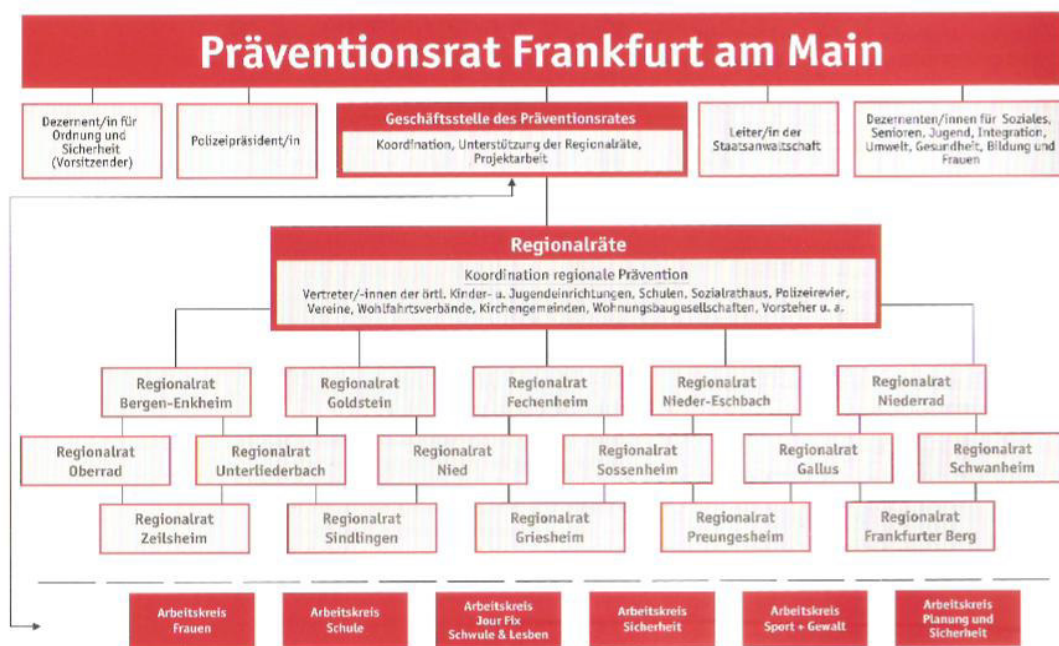 Präventionsrat Frankfurt am Main
Dezernent/in für
Ordnung und
Sicherheit
(Vorsitzender)
Polizeipräsident/in
Geschäftsstelle des Präventionsrates
Koordination, Unterstützung der Regionalräte,
Projektarbeit
Leiter/in der
Staatsanwaltschaft
Dezernenten/innen für Soziales,
Senioren, Jugend, Integration,
Umwelt, Gesundheit, Bildung und
Frauen
Regionalräte
Koordination regionale Prävention
Vertreter/-innen der örtl. Kinder- u. Jugendeinrichtungen, Schulen, Sozialrathaus, Polizeirevier,
Vereine, Wohlfahrtsverbände, Kirchengemeinden, Wohnungsbaugesellschaften, Vorsteher u. a.
Regionalrat
Bergen-Enkheim
Regionalrat
Goldstein
Regionalrat
Fechenheim
Regionalrat
Nieder-Eschbach
Regionalrat
Niederrad
Regionalrat
Oberrad
Regionalrat
Unterliederbach
Regionalrat
Nied
Regionalrat
Sossenheim
Regionalrat
Gallus
Regionalrat
Schwanheim
Regionalrat
Zeilsheim
Regionalrat
Sindlingen
Regionalrat
Griesheim
Regionalrat
Preungesheim
Regionalrat
Frankfurter Berg
Arbeitskreis
Frauen
Arbeitskreis
Schule
Arbeitskreis
Jour Fix
Schwule & Lesben
Arbeitskreis
Sicherheit
Arbeitskreis
Sport + Gewalt
Arbeitskreis
Planung und
Sicherheit